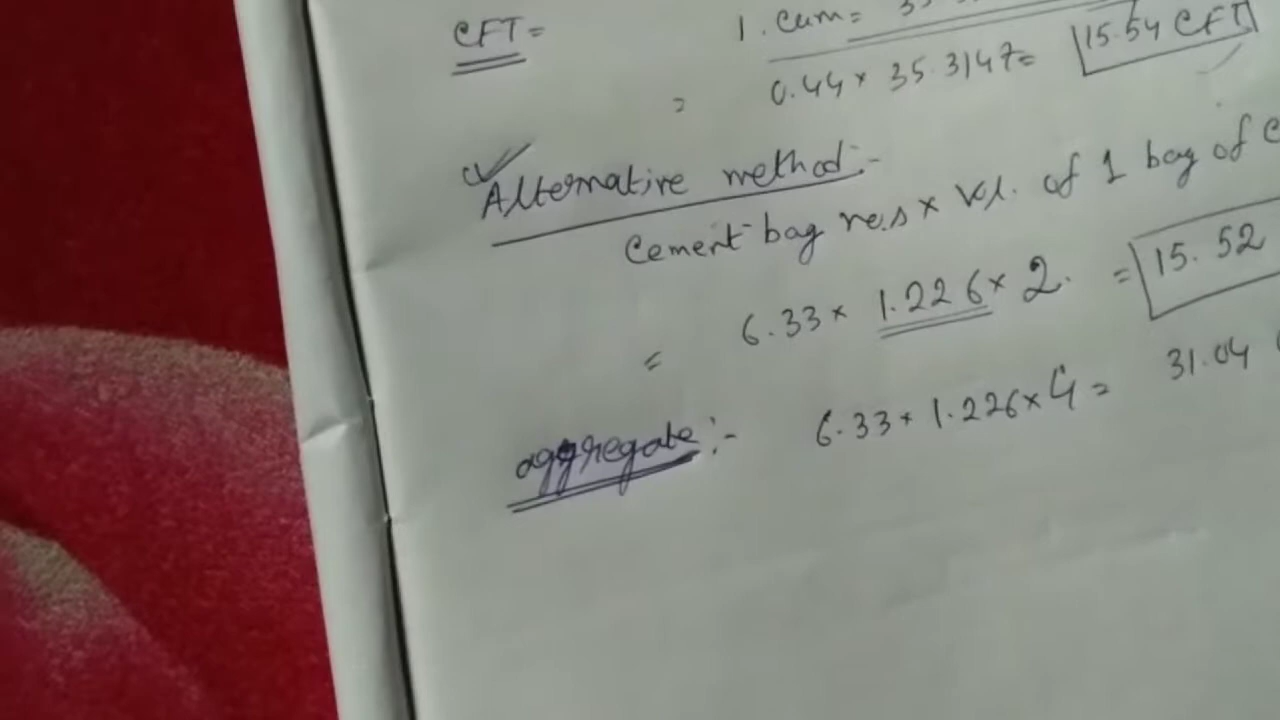 CFT= 1. Cum=
= 0.44 × 35.3147= 15.54 CFT
Alternative method:-
Cement bag nos × vol. of 1 bag of
= 6.33 × 1.226 × 2. = 15.52
aggregate:- 6.33 × 1.226 × 4 = 31.04